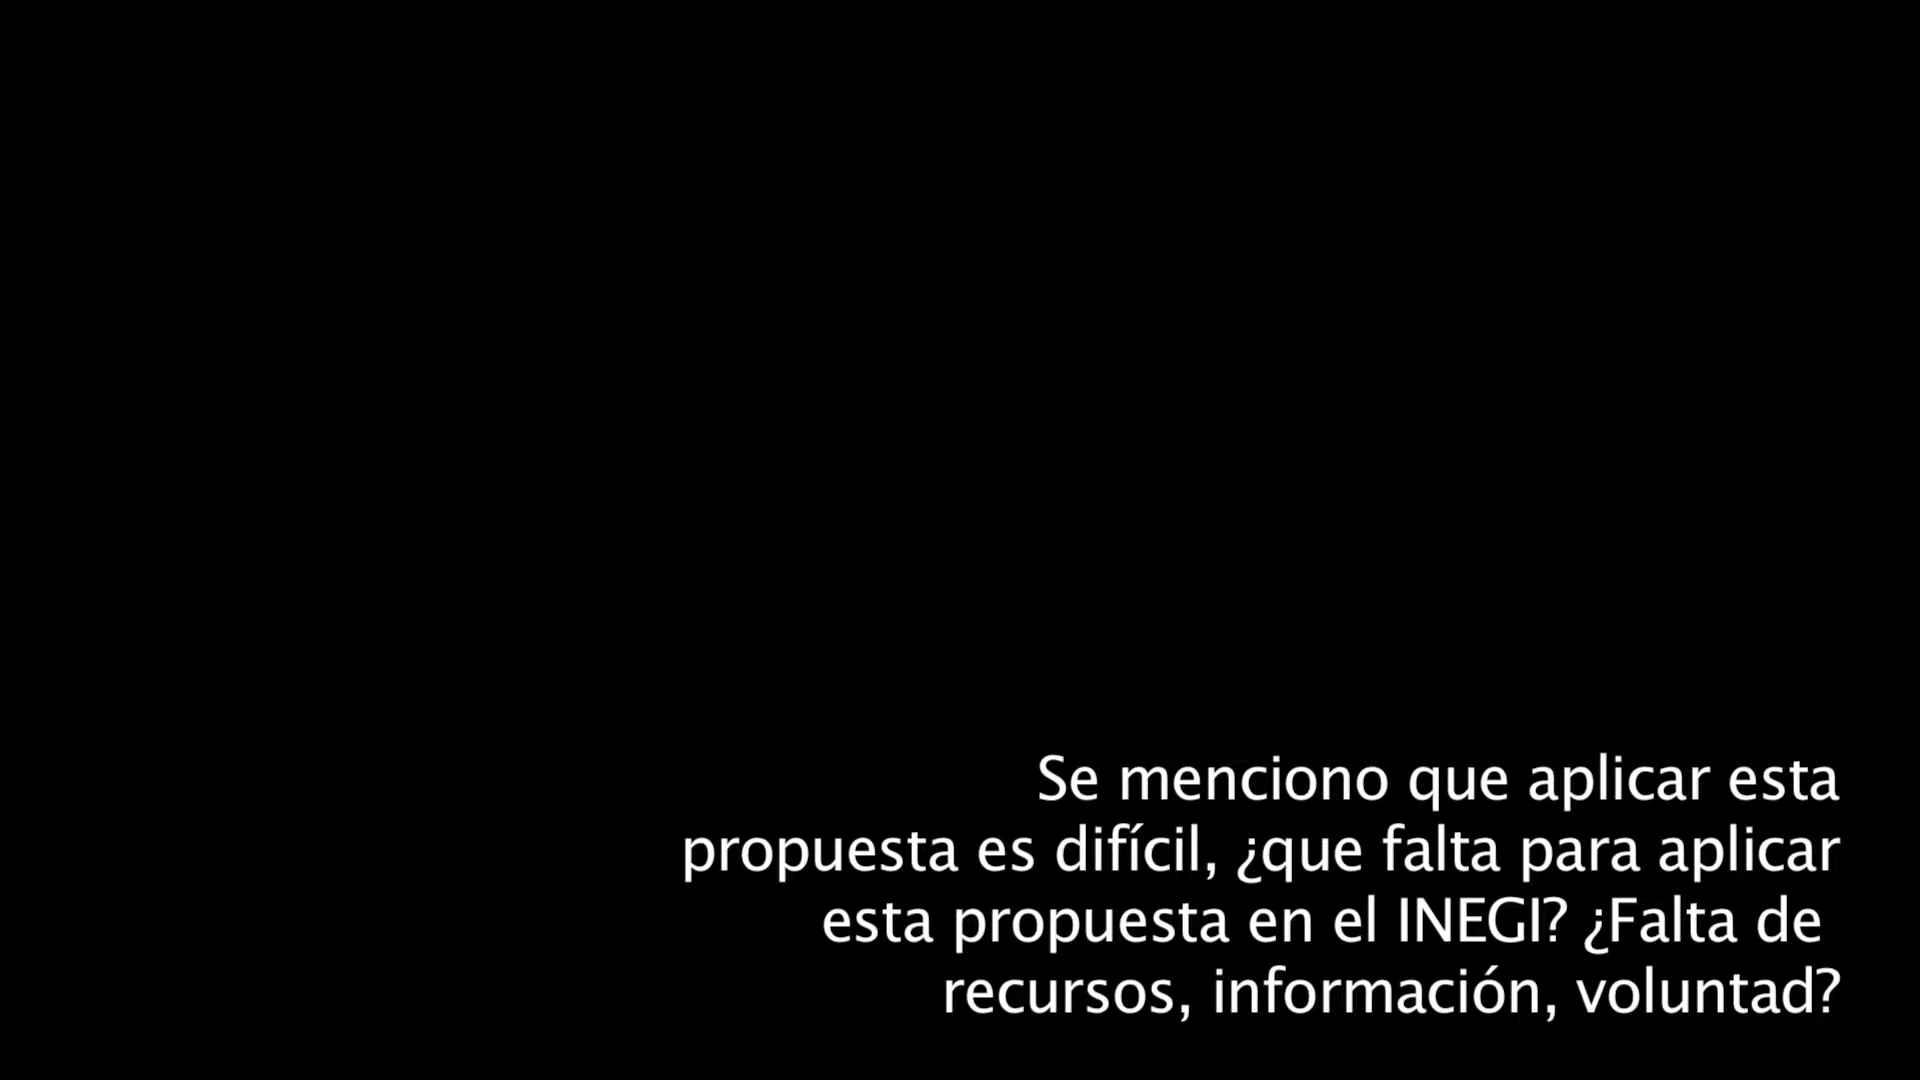 Se menciono que aplicar esta
propuesta es difícil, ¿que falta para aplicar
esta propuesta en el INEGI? ¿Falta de
recursos, información, voluntad?